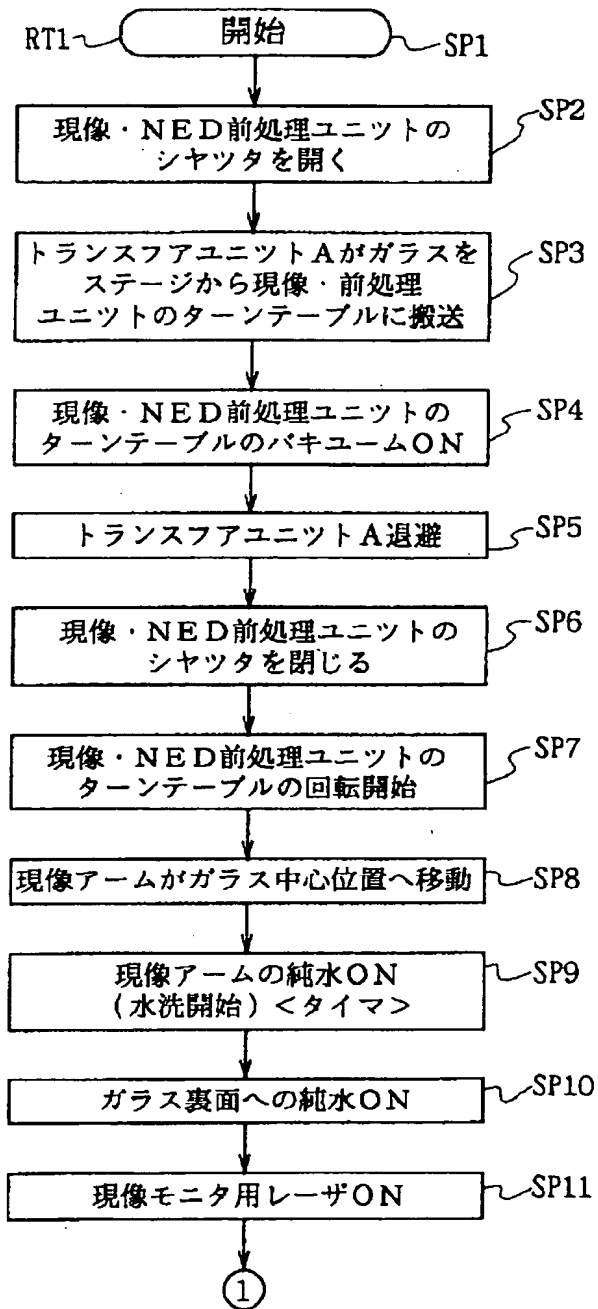 RT1 開始 SP1
現像・NED前処理ユニツトの
シヤツタを開く
SP2
トランスフアユニツトAがガラスを
ステージから現像・前処理
ユニツトのターンテーブルに搬送
SP3
現像・NED前処理ユニツトの
ターンテーブルのバキユームON
SP4
トランスフアユニツトA退避
SP5
現像・NED前処理ユニツトの
シヤツタを閉じる
SP6
現像・NED前処理ユニツトの
ターンテーブルの回転開始
SP7
現像アームがガラス中心位置へ移動
SP8
現像アームの純水ON
(水洗開始)<タイマ>
SP9
ガラス裏面への純水ON
SP10
現像モニタ用レーザON
SP11
1